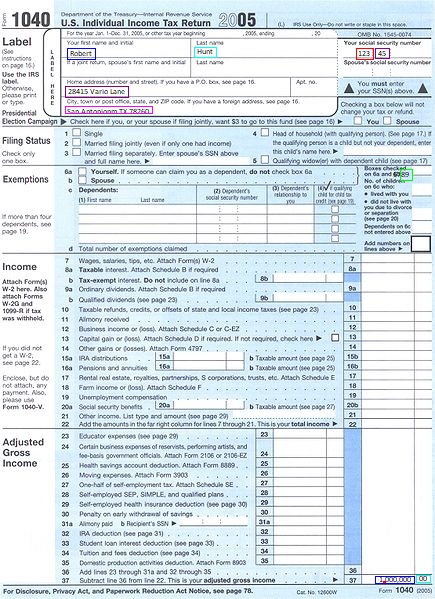 Form 1040 Department of the Treasury—Internal Revenue Service
U.S. Individual Income Tax Return 2005 (L) IRS Use Only—Do not write or staple in this space.
Label
(See instructions on page 16.)
Use the IRS label.
Otherwise, please print or type.
LABEL HERE
For the year Jan. 1–Dec. 31, 2005, or other tax year beginning , 2005, ending , 20
OMB No. 1545-0074
Your first name and initial Last name Your social security number
Robert Hunt 123 45
If a joint return, spouse's first name and initial Last name Spouse's social security number
Home address (number and street). If you have a P.O. box, see page 16. Apt. no.
28415 Vario Lane
You must enter your SSN(s) above.
City, town or post office, state, and ZIP code. If you have a foreign address, see page 16.
San Antoniom TX 78260
Checking a box below will not change your tax or refund.
Presidential Election Campaign Check here if you, or your spouse if filing jointly, want $3 to go to this fund (see page 16) You Spouse
Filing Status
Check only one box.
1 Single
2 Married filing jointly (even if only one had income)
3 Married filing separately. Enter spouse's SSN above and full name here.
4 Head of household (with qualifying person). (See page 17.) If the qualifying person is a child but not your dependent, enter this child's name here.
5 Qualifying widow(er) with dependent child (see page 17)
Exemptions
6a Yourself. If someone can claim you as a dependent, do not check box 6a
b Spouse
Boxes checked on 6a and 6b 89
c Dependents:
(1) First name Last name
(2) Dependent's social security number
(3) Dependent's relationship to you
(4) if qualifying child for child tax credit (see page 19)
No. of children on 6c who:
• lived with you
• did not live with you due to divorce or separation (see page 20)
Dependents on 6c not entered above
If more than four dependents, see page 19.
d Total number of exemptions claimed
Add numbers on lines above
Income
Attach Form(s) W-2 here. Also attach Forms W-2G and 1099-R if tax was withheld.
If you did not get a W-2, see page 22.
Enclose, but do not attach, any payment. Also, please use Form 1040-V.
7 Wages, salaries, tips, etc. Attach Form(s) W-2 7
8a Taxable interest. Attach Schedule B if required 8a
b Tax-exempt interest. Do not include on line 8a 8b
9a Ordinary dividends. Attach Schedule B if required 9a
b Qualified dividends (see page 23) 9b
10 Taxable refunds, credits, or offsets of state and local income taxes (see page 23) 10
11 Alimony received 11
12 Business income or (loss). Attach Schedule C or C-EZ 12
13 Capital gain or (loss). Attach Schedule D if required. If not required, check here 13
14 Other gains or (losses). Attach Form 4797 14
15a IRA distributions 15a b Taxable amount (see page 25) 15b
16a Pensions and annuities 16a b Taxable amount (see page 25) 16b
17 Rental real estate, royalties, partnerships, S corporations, trusts, etc. Attach Schedule E 17
18 Farm income or (loss). Attach Schedule F 18
19 Unemployment compensation 19
20a Social security benefits 20a b Taxable amount (see page 27) 20b
21 Other income. List type and amount (see page 29) 21
22 Add the amounts in the far right column for lines 7 through 21. This is your total income 22
Adjusted Gross Income
23 Educator expenses (see page 29) 23
24 Certain business expenses of reservists, performing artists, and fee-basis government officials. Attach Form 2106 or 2106-EZ 24
25 Health savings account deduction. Attach Form 8889 25
26 Moving expenses. Attach Form 3903 26
27 One-half of self-employment tax. Attach Schedule SE 27
28 Self-employed SEP, SIMPLE, and qualified plans 28
29 Self-employed health insurance deduction (see page 30) 29
30 Penalty on early withdrawal of savings 30
31a Alimony paid b Recipient's SSN 31a
32 IRA deduction (see page 31) 32
33 Student loan interest deduction (see page 33) 33
34 Tuition and fees deduction (see page 34) 34
35 Domestic production activities deduction. Attach Form 8903 35
36 Add lines 23 through 31a and 32 through 35 36
37 Subtract line 36 from line 22. This is your adjusted gross income 37 1,000,000 00
For Disclosure, Privacy Act, and Paperwork Reduction Act Notice, see page 78. Cat. No. 12600W Form 1040 (2005)